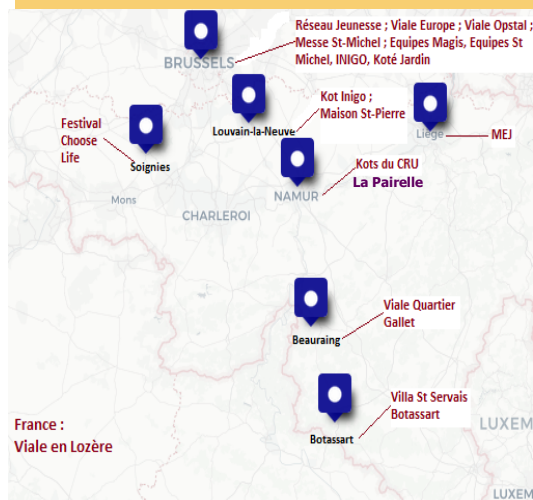 Réseau Jeunesse ; Viale Europe ; Viale Opstal ;
Messe St-Michel ; Equipes Magis, Equipes St
Michel, INIGO, Koté Jardin
BRUSSELS
Kot Inigo ;
Maison St-Pierre
Louvain-la-Neuve
Festival
Choose
Life
Soignies
Liège
MEJ
Kots du CRU
La Pairelle
NAMUR
Mons
CHARLEROI
Viale Quartier
Gallet
Beauraing
Villa St Servais
Botassart
Botassart
France :
Viale en Lozère
LUXEM
LUXEM